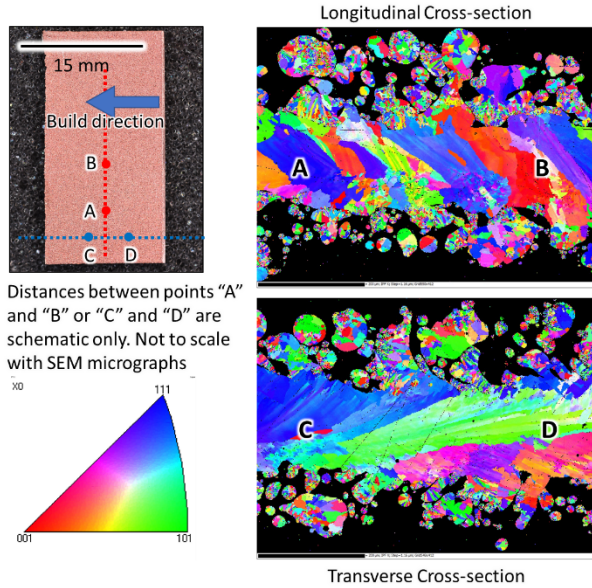 Longitudinal Cross-section
15 mm
Build direction
B
A
C D
A B
Distances between points “A”
and “B” or “C” and “D” are
schematic only. Not to scale
with SEM micrographs
X0
111
001 101
C D
Transverse Cross-section